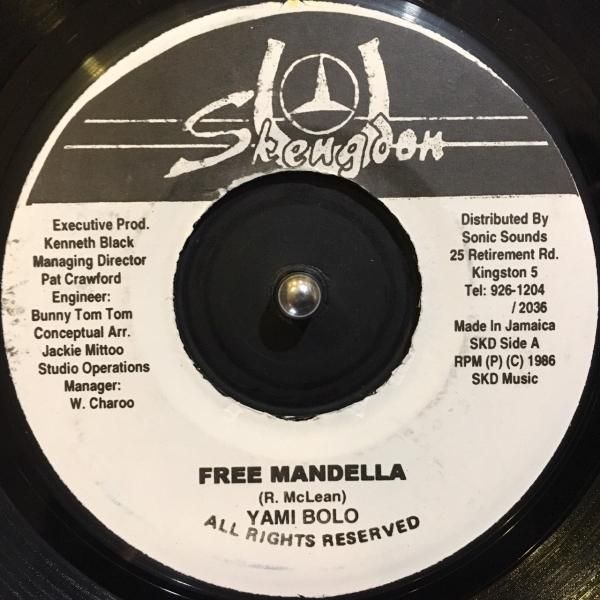 Skengdon
Executive Prod.
Kenneth Black
Managing Director
Pat Crawford
Engineer:
Bunny Tom Tom
Conceptual Arr.
Jackie Mittoo
Studio Operations
Manager:
W. Charoo
Distributed By
Sonic Sounds
25 Retirement Rd.
Kingston 5
Tel: 926-1204
/ 2036
Made In Jamaica
SKD Side A
RPM (P) (C) 1986
SKD Music
FREE MANDELLA
(R. McLean)
YAMI BOLO
ALL RIGHTS RESERVED